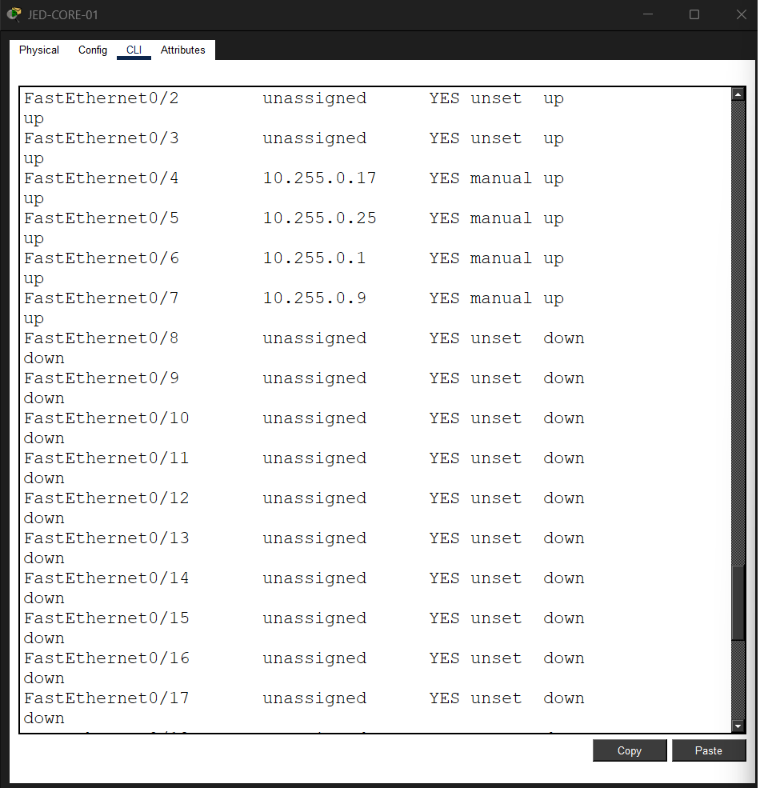 JED-CORE-01
Physical Config CLI Attributes
FastEthernet0/2 unassigned YES unset up
up
FastEthernet0/3 unassigned YES unset up
up
FastEthernet0/4 10.255.0.17 YES manual up
up
FastEthernet0/5 10.255.0.25 YES manual up
up
FastEthernet0/6 10.255.0.1 YES manual up
up
FastEthernet0/7 10.255.0.9 YES manual up
up
FastEthernet0/8 unassigned YES unset down
down
FastEthernet0/9 unassigned YES unset down
down
FastEthernet0/10 unassigned YES unset down
down
FastEthernet0/11 unassigned YES unset down
down
FastEthernet0/12 unassigned YES unset down
down
FastEthernet0/13 unassigned YES unset down
down
FastEthernet0/14 unassigned YES unset down
down
FastEthernet0/15 unassigned YES unset down
down
FastEthernet0/16 unassigned YES unset down
down
FastEthernet0/17 unassigned YES unset down
down
Copy Paste